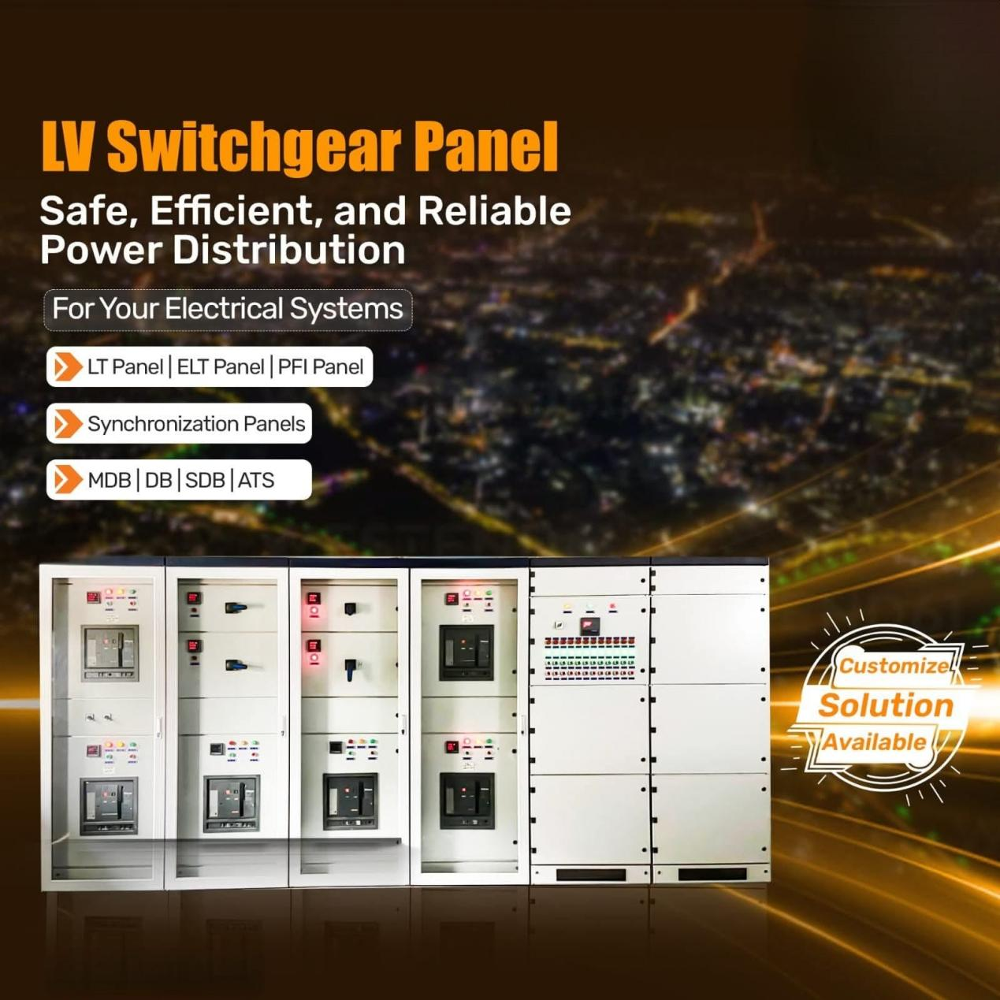 LV Switchgear Panel
Safe, Efficient, and Reliable
Power Distribution
For Your Electrical Systems
LT Panel | ELT Panel | PFI Panel
Synchronization Panels
MDB | DB | SDB | ATS
Customize
Solution
Available